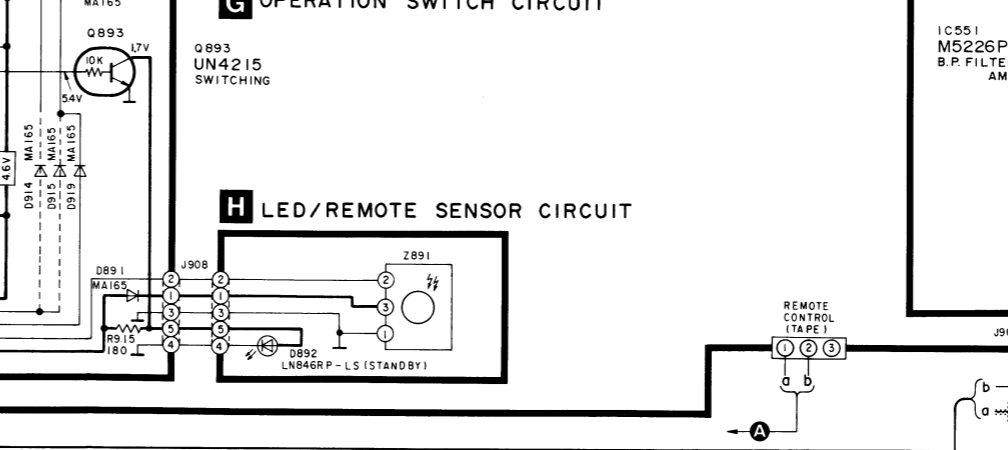 G OPERATION SWITCH CIRCUIT
MA165
Q893
1.7V
10K
5.4V
Q893
UN4215
SWITCHING
IC551
M5226P
B.P. FILTE
AM
4.6V
D914 MA165
D915 MA165
D919 MA165
H LED/REMOTE SENSOR CIRCUIT
D891
MA165
J908
Z891
2 2 2
1 1 3
3 3
5 5 1
4 4
R915
180
D892
LN846RP-LS (STANDBY)
REMOTE
CONTROL
(TAPE)
1 2 3
a b
A
J90
b
a